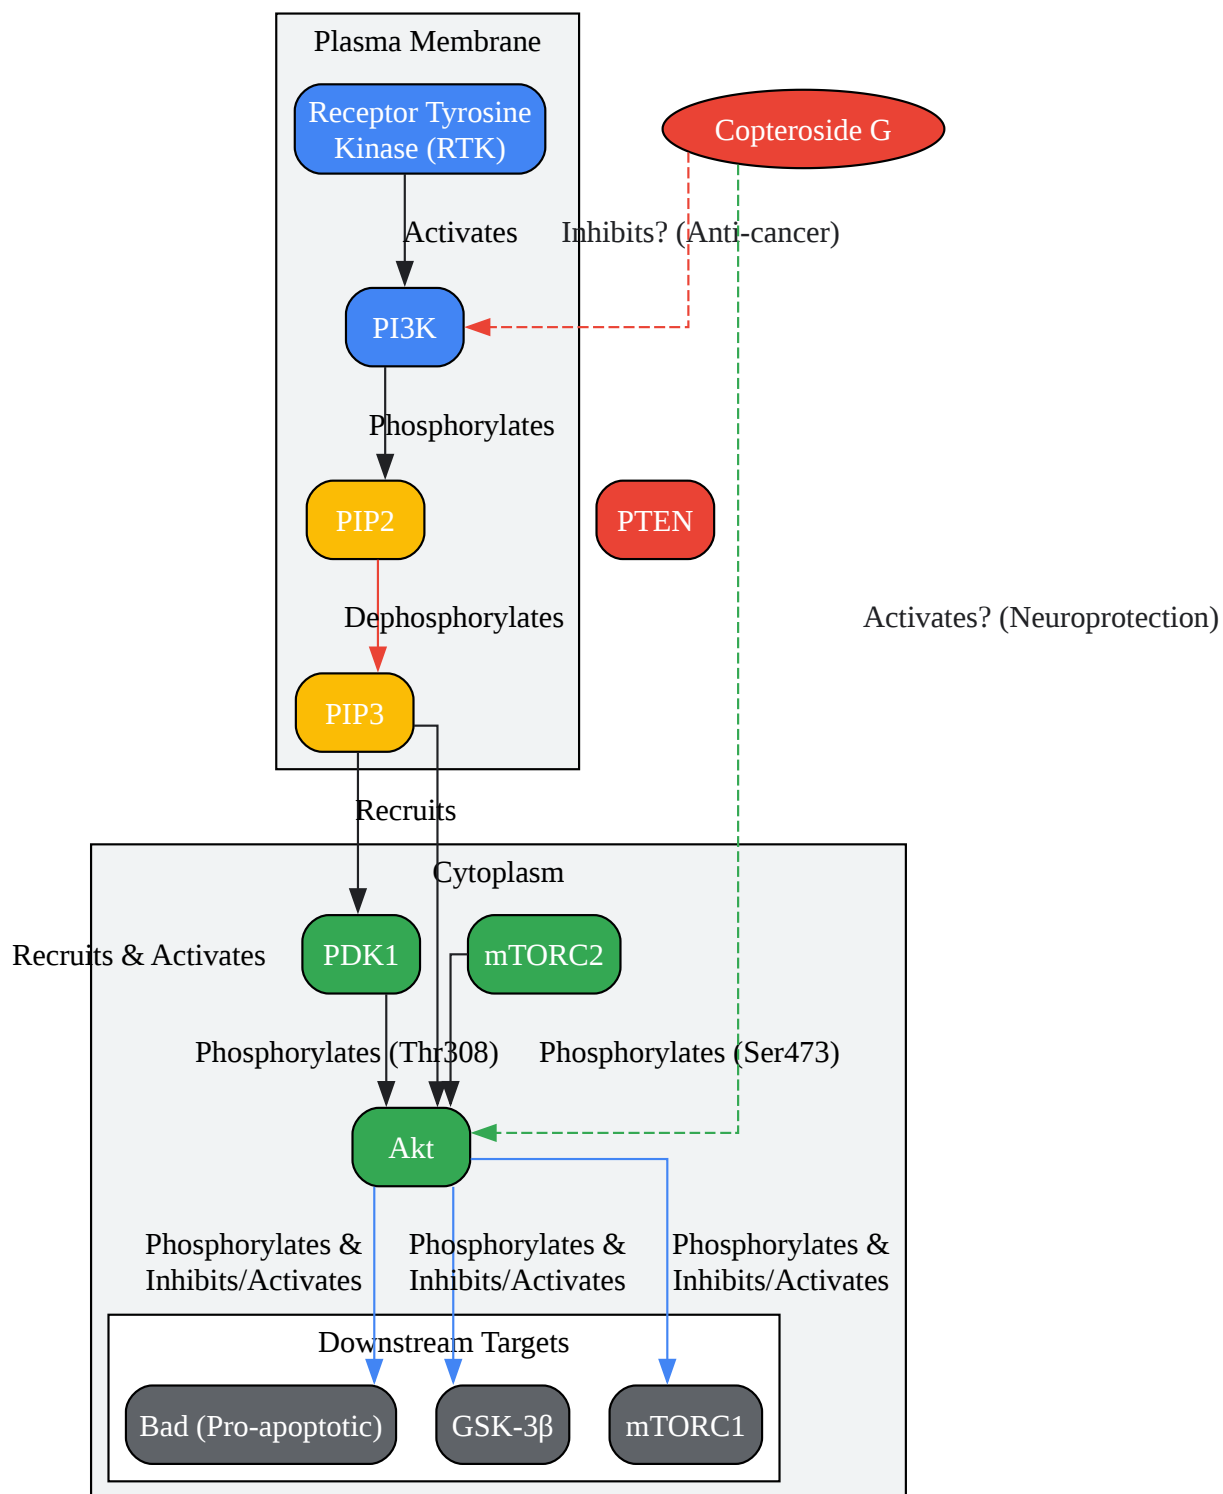 Plasma Membrane
Receptor Tyrosine
Kinase (RTK)
Copteroside G
Activates
Inhibits? (Anti-cancer)
PI3K
Phosphorylates
PIP2
PTEN
Dephosphorylates
Activates? (Neuroprotection)
PIP3
Recruits
Cytoplasm
Recruits & Activates
PDK1
mTORC2
Phosphorylates (Thr308)
Phosphorylates (Ser473)
Akt
Phosphorylates &
Inhibits/Activates
Phosphorylates &
Inhibits/Activates
Phosphorylates &
Inhibits/Activates
Downstream Targets
Bad (Pro-apoptotic)
GSK-3β
mTORC1